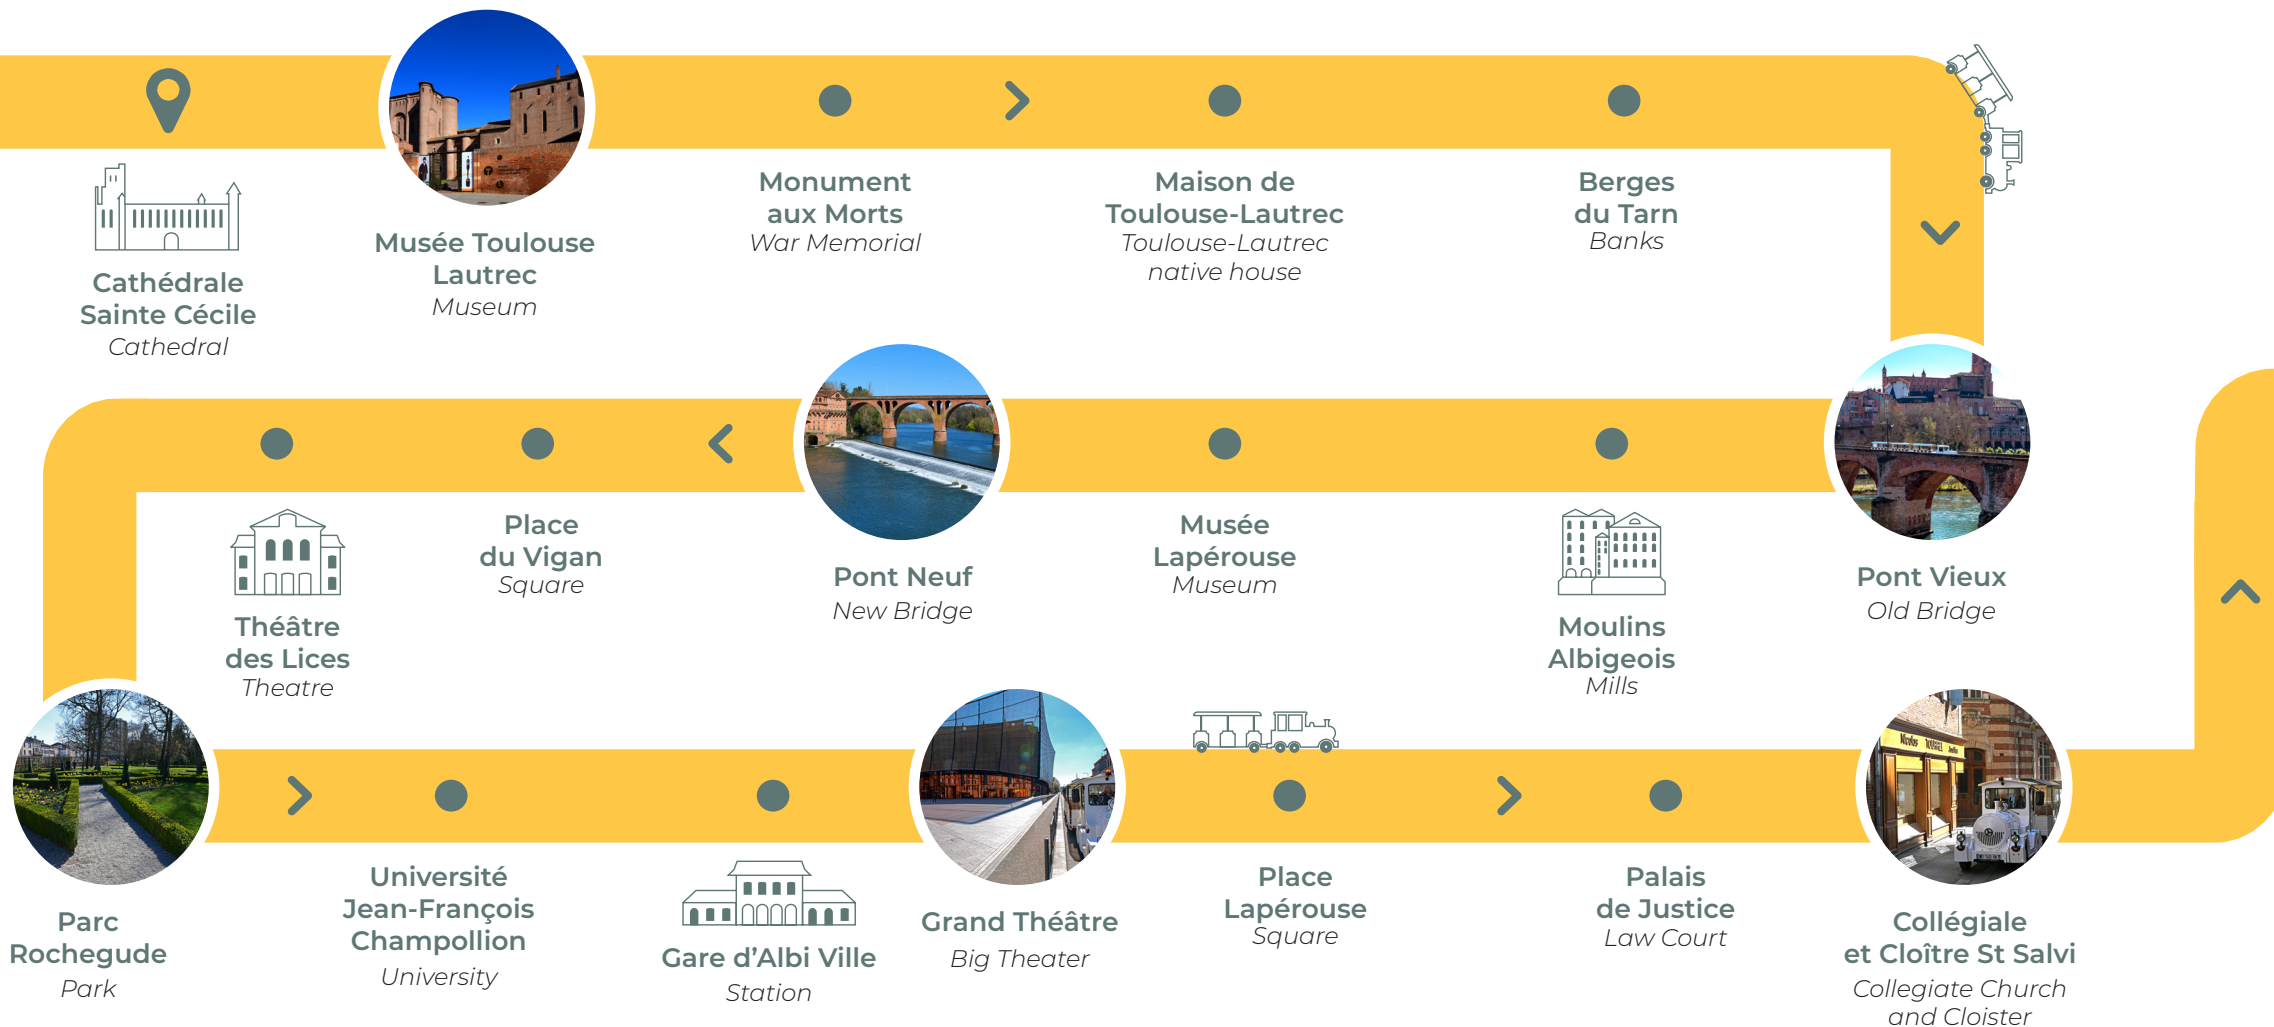 Cathédrale
Sainte Cécile
Cathedral
Musée Toulouse
Lautrec
Museum
Monument
aux Morts
War Memorial
Maison de
Toulouse-Lautrec
Toulouse-Lautrec
native house
Berges
du Tarn
Banks
Théâtre
des Lices
Theatre
Place
du Vigan
Square
Pont Neuf
New Bridge
Musée
Lapérouse
Museum
Moulins
Albigeois
Mills
Pont Vieux
Old Bridge
Parc
Rochegude
Park
Université
Jean-François
Champollion
University
Gare d’Albi Ville
Station
Grand Théâtre
Big Theater
Place
Lapérouse
Square
Palais
de Justice
Law Court
Nicolas
Collégiale
et Cloître St Salvi
Collegiate Church
and Cloister